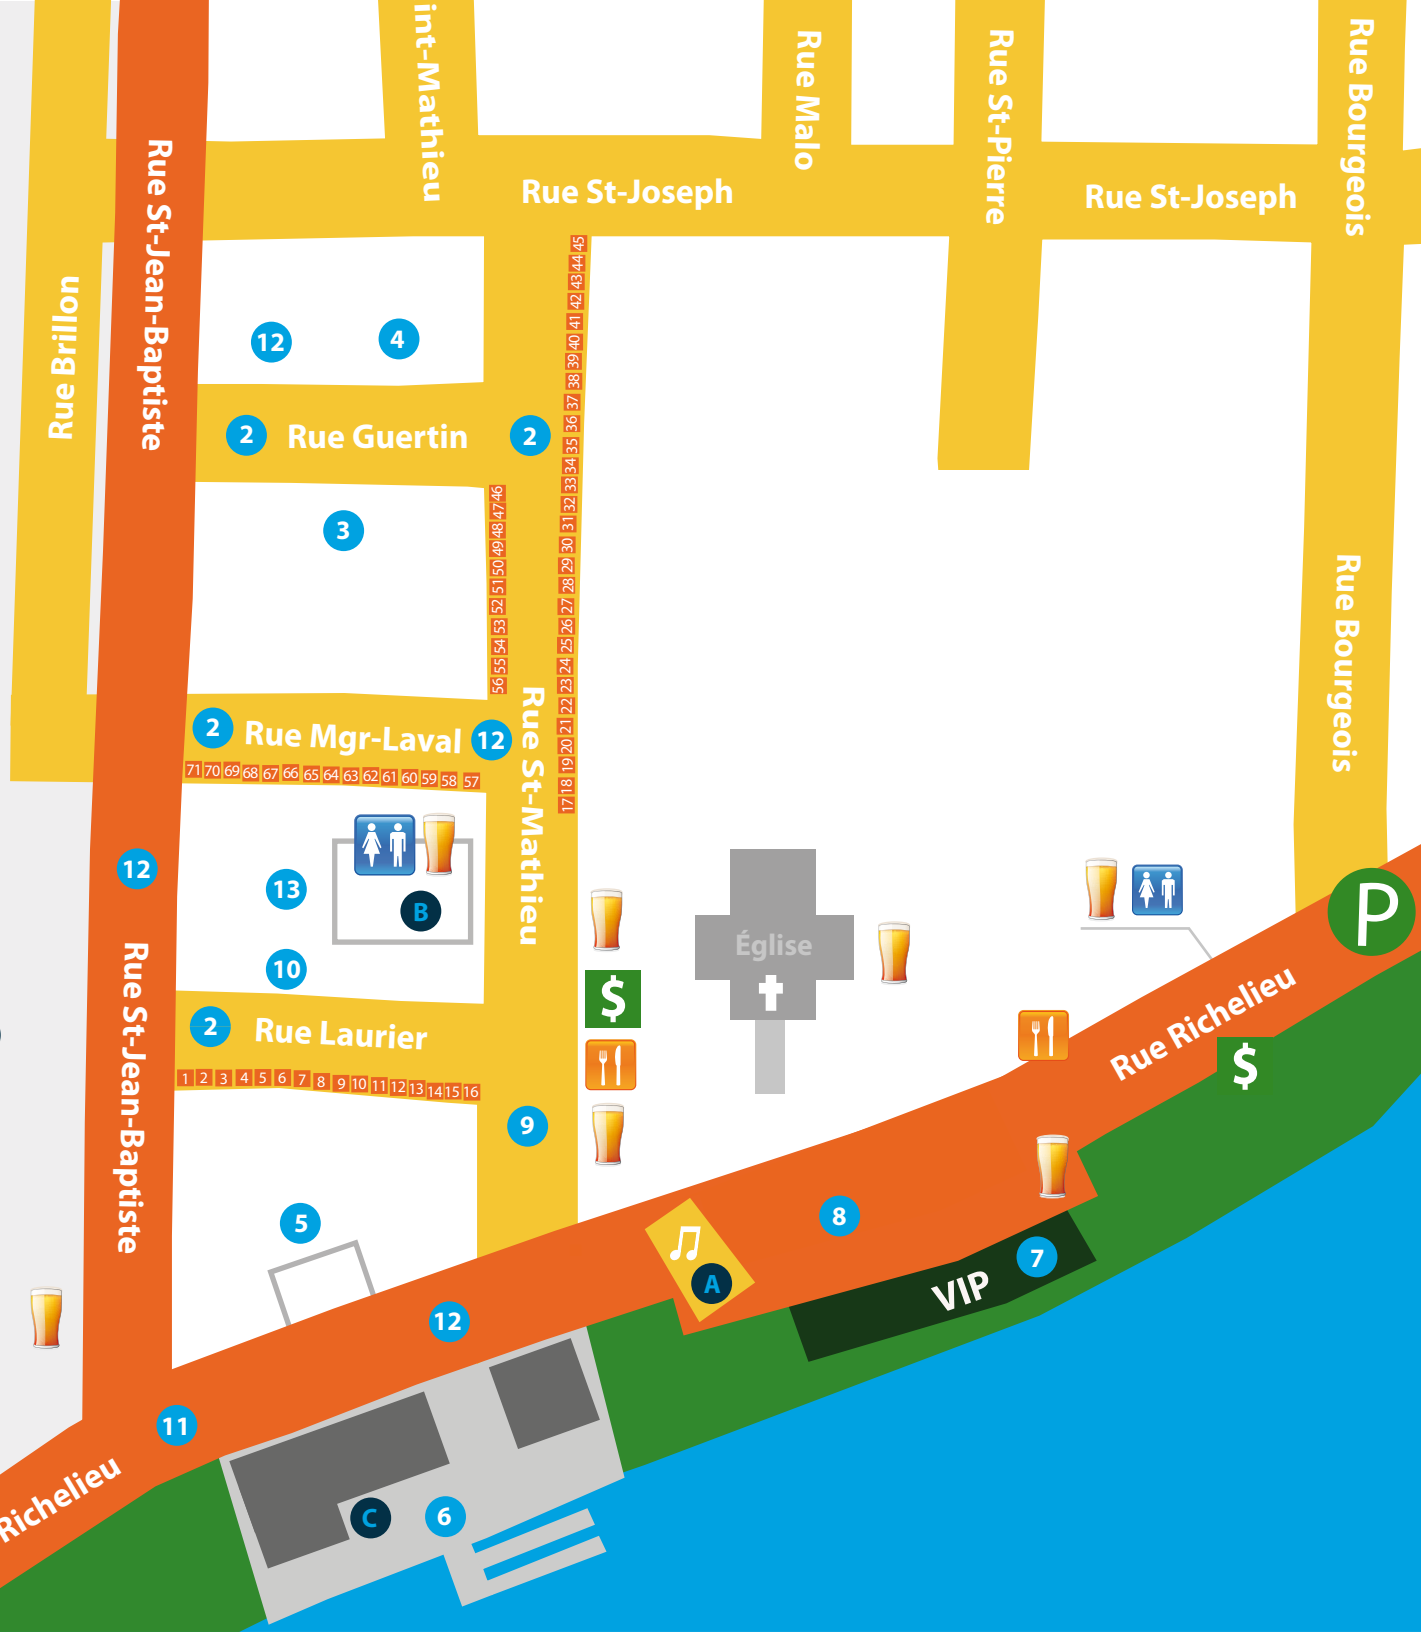 int-Mathieu
Rue Malo
Rue St-Pierre
Rue Bourgeois
Rue St-Jean-Baptiste
Rue St-Joseph
Rue St-Joseph
Rue Brillon
12
4
2
Rue Guertin
2
3
45
44
43
42
41
40
39
38
37
36
35
34
33
32
31
30
29
28
27
26
25
24
23
22
21
20
19
18
17
46
47
48
49
50
51
52
53
54
55
56
Rue Bourgeois
2
Rue Mgr-Laval
12
Rue St-Mathieu
71 70 69 68 67 66 65 64 63 62 61 60 59 58 57
12
13
B
10
Église
$
P
Rue St-Jean-Baptiste
2
Rue Laurier
1 2 3 4 5 6 7 8 9 10 11 12 13 14 15 16
9
Rue Richelieu
$
5
8
7
VIP
A
12
11
Richelieu
C
6